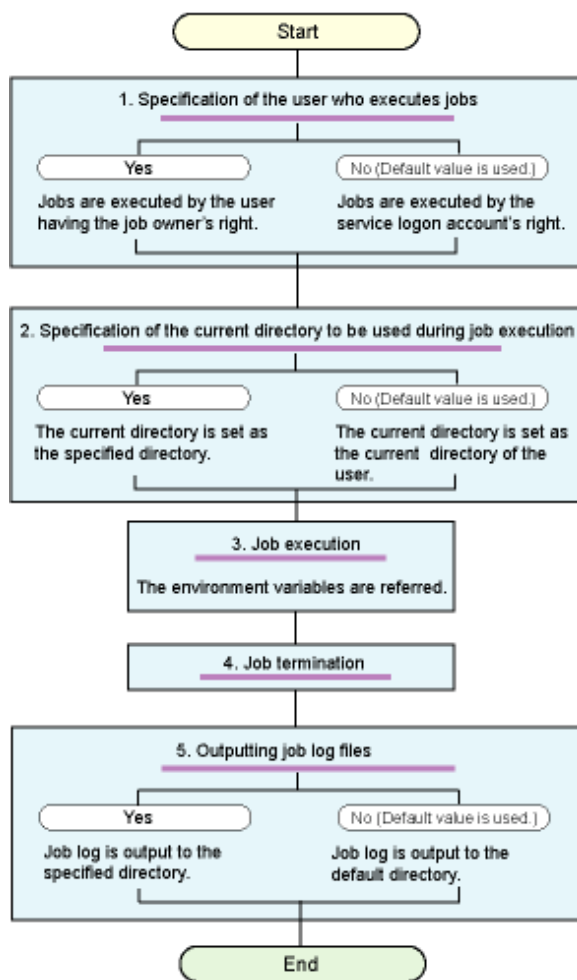 Start
1. Specification of the user who executes jobs
Yes
Jobs are executed by the user
having the job owner's right.
No (Default value is used.)
Jobs are executed by the
service logon account's right.
2. Specification of the current directory to be used during job execution
Yes
The current directory is set as
the specified directory.
No (Default value is used.)
The current directory is set as
the current directory of the
user.
3. Job execution
The environment variables are referred.
4. Job termination
5. Outputting job log files
Yes
Job log is output to the
specified directory.
No (Default value is used.)
Job log is output to the
default directory.
End